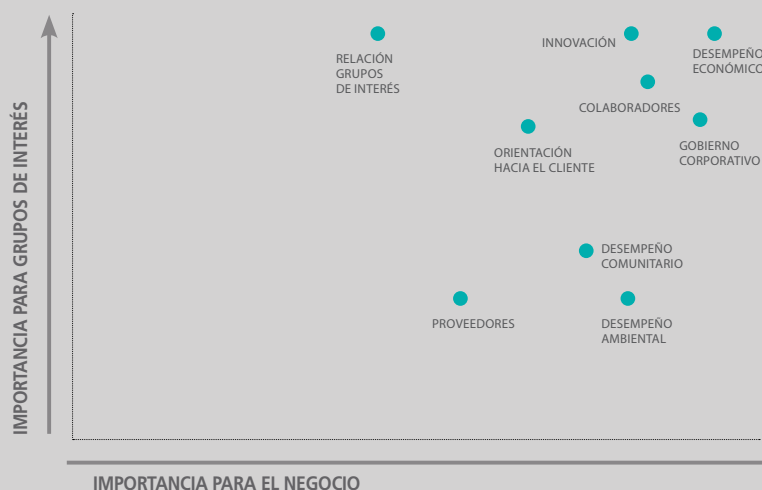 IMPORTANCIA PARA GRUPOS DE INTERÉS
RELACIÓN
GRUPOS
DE INTERÉS
INNOVACIÓN
DESEMPEÑO
ECONÓMICO
COLABORADORES
ORIENTACIÓN
HACIA EL CLIENTE
GOBIERNO
CORPORATIVO
DESEMPEÑO
COMUNITARIO
PROVEEDORES
DESEMPEÑO
AMBIENTAL
IMPORTANCIA PARA EL NEGOCIO